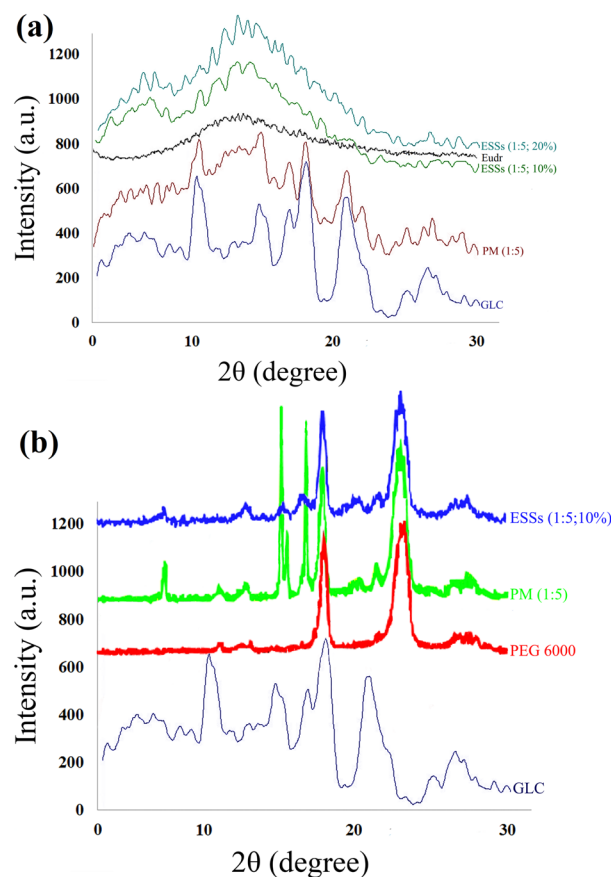 (a)
Intensity (a.u.)
1200
1000
800
600
400
200
0
ESSs (1:5; 20%)
Eudr
ESSs (1:5; 10%)
PM (1:5)
GLC
0 10 20 30
2θ (degree)
(b)
Intensity (a.u.)
1200
1000
800
600
400
200
0
ESSs (1:5;10%)
PM (1:5)
PEG 6000
GLC
0 10 20 30
2θ (degree)